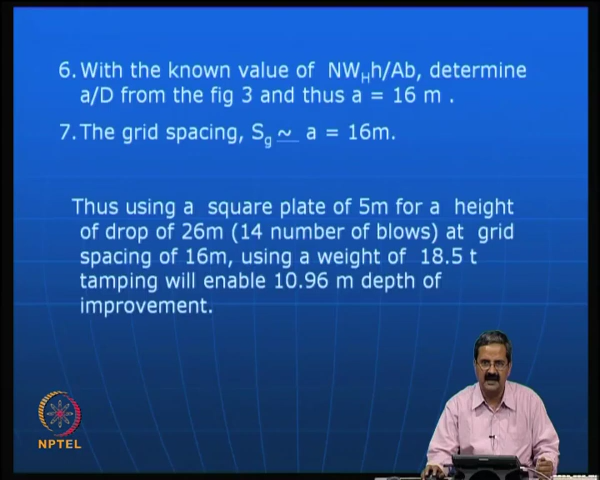 6. With the known value of NW_Hh/Ab, determine
a/D from the fig 3 and thus a = 16 m .
7. The grid spacing, S_g ~ a = 16m.
Thus using a square plate of 5m for a height
of drop of 26m (14 number of blows) at grid
spacing of 16m, using a weight of 18.5 t
tamping will enable 10.96 m depth of
improvement.
NPTEL